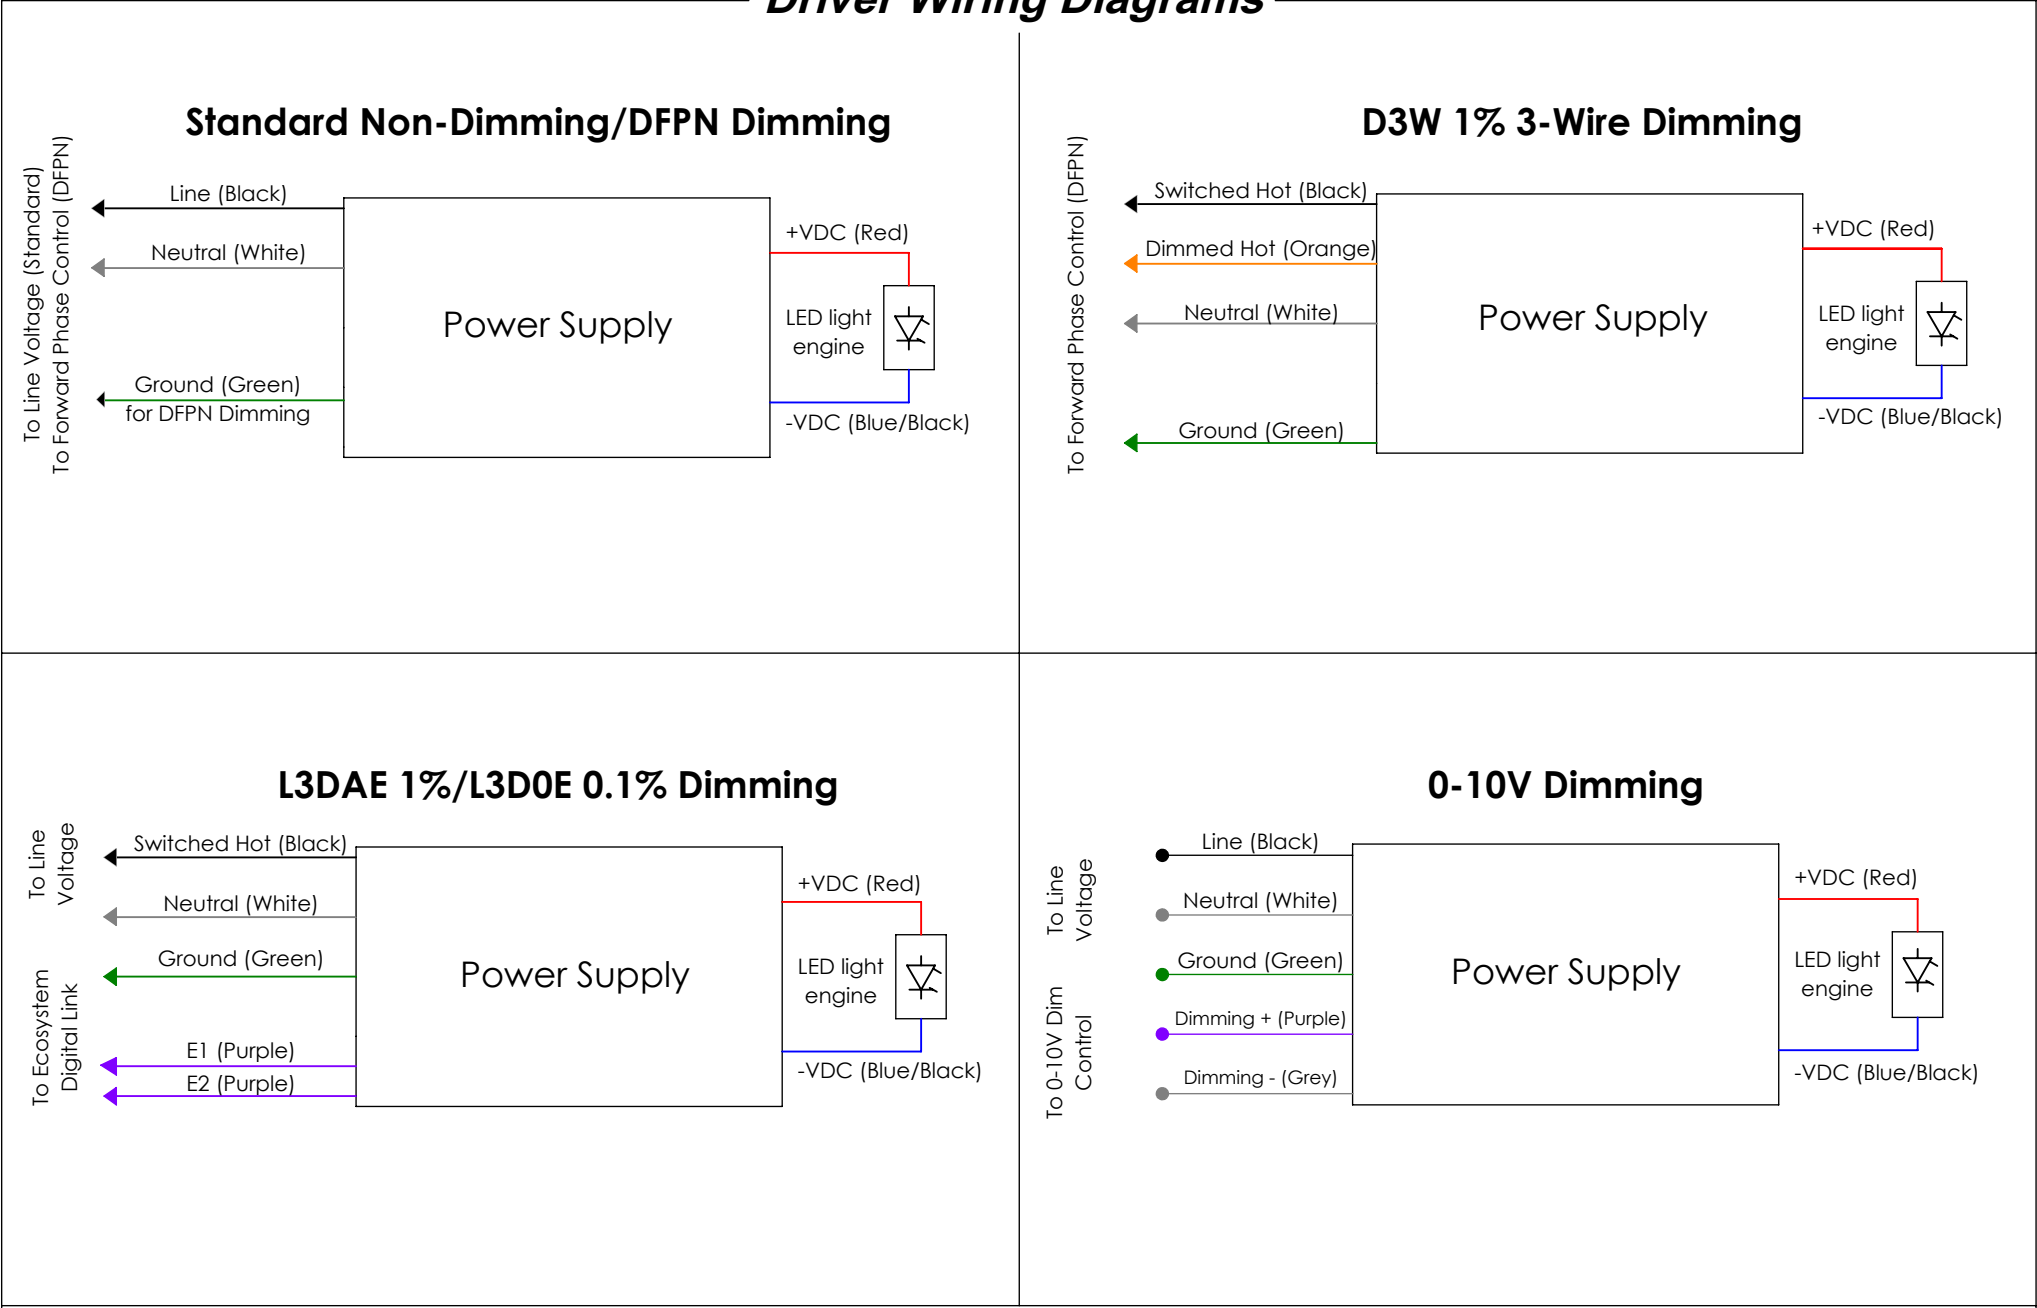 Driver Wiring Diagrams
Standard Non-Dimming/DFPN Dimming
To Line Voltage (Standard)
To Forward Phase Control (DFPN)
Line (Black)
Neutral (White)
Ground (Green)
for DFPN Dimming
Power Supply
+VDC (Red)
LED light
engine
-VDC (Blue/Black)
D3W 1% 3-Wire Dimming
To Forward Phase Control (DFPN)
Switched Hot (Black)
Dimmed Hot (Orange)
Neutral (White)
Ground (Green)
Power Supply
+VDC (Red)
LED light
engine
-VDC (Blue/Black)
L3DAE 1%/L3D0E 0.1% Dimming
To Line
Voltage
To Ecosystem
Digital Link
Switched Hot (Black)
Neutral (White)
Ground (Green)
E1 (Purple)
E2 (Purple)
Power Supply
+VDC (Red)
LED light
engine
-VDC (Blue/Black)
0-10V Dimming
To Line
Voltage
To 0-10V Dim
Control
Line (Black)
Neutral (White)
Ground (Green)
Dimming + (Purple)
Dimming - (Grey)
Power Supply
+VDC (Red)
LED light
engine
-VDC (Blue/Black)